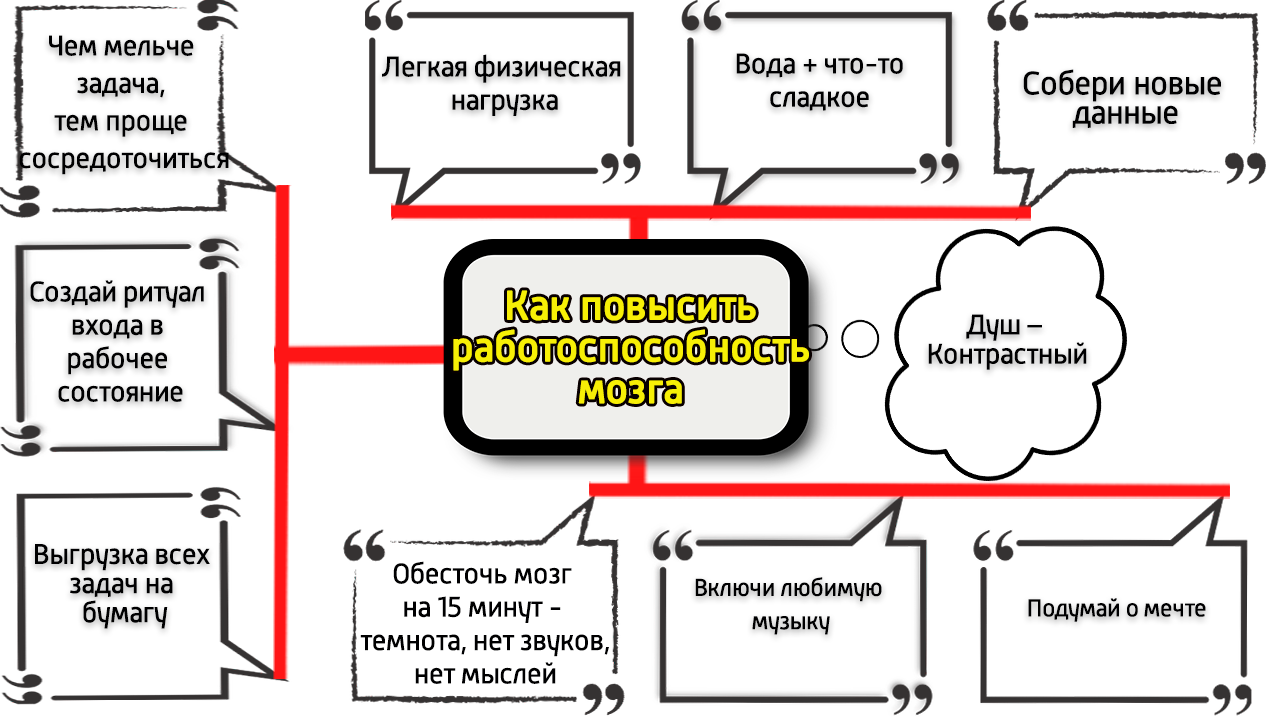 Чем мельче
задача,
тем проще
сосредоточиться
Легкая физическая
нагрузка
Вода + что-то
сладкое
Собери новые
данные
Создай ритуал
входа в
рабочее
состояние
Как повысить
работоспособность
мозга
Душ –
Контрастный
Выгрузка всех
задач на
бумагу
Обесточь мозг
на 15 минут -
темнота, нет звуков,
нет мыслей
Включи любимую
музыку
Подумай о мечте